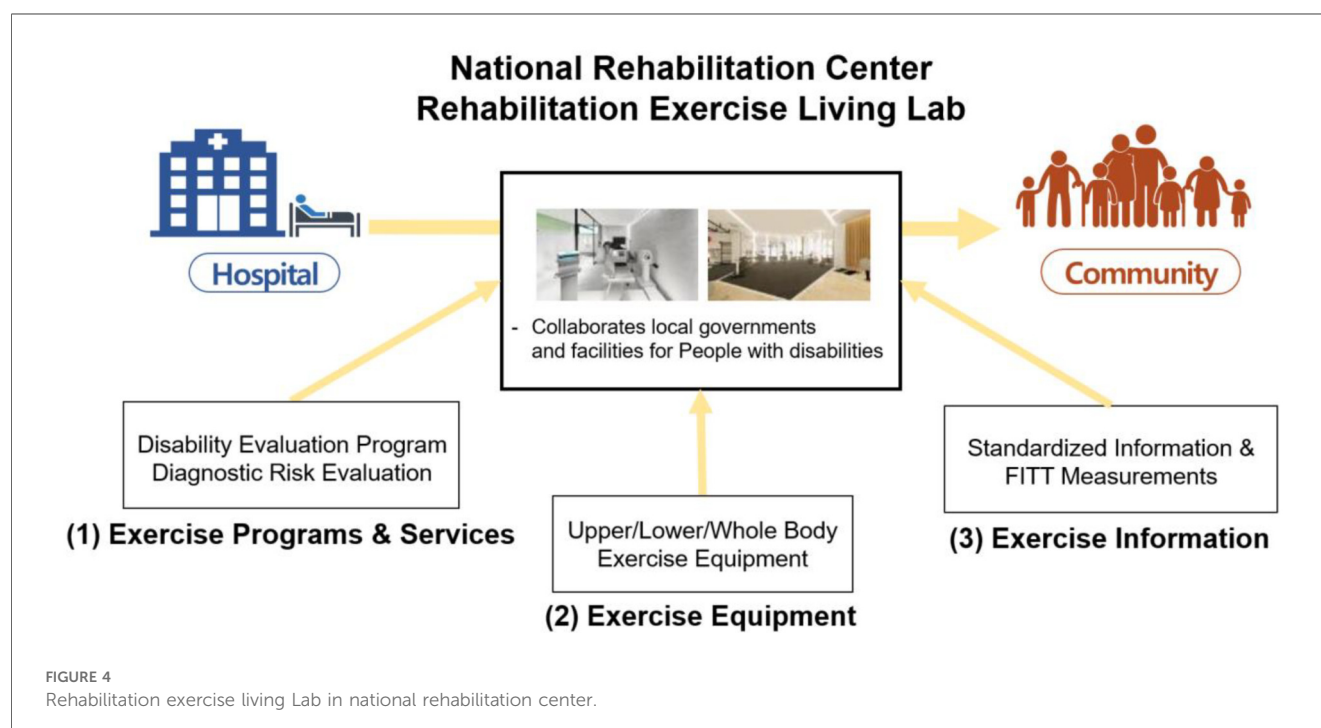 National Rehabilitation Center
Rehabilitation Exercise Living Lab
Hospital
- Collaborates local governments
and facilities for People with disabilities
Community
Disability Evaluation Program
Diagnostic Risk Evaluation
(1) Exercise Programs & Services
Upper/Lower/Whole Body
Exercise Equipment
(2) Exercise Equipment
Standardized Information &
FITT Measurements
(3) Exercise Information
FIGURE 4
Rehabilitation exercise living Lab in national rehabilitation center.